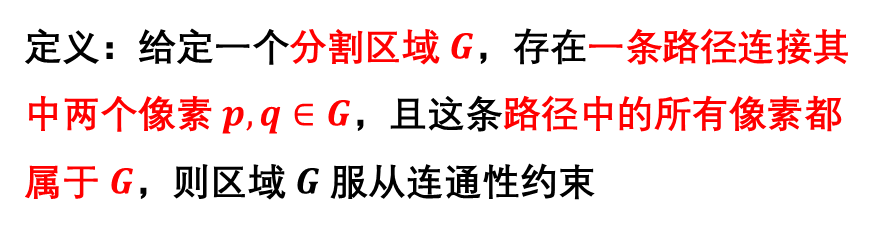 定义：给定一个分割区域 G，存在一条路径连接其
中两个像素 p, q ∈ G，且这条路径中的所有像素都
属于 G，则区域 G 服从连通性约束